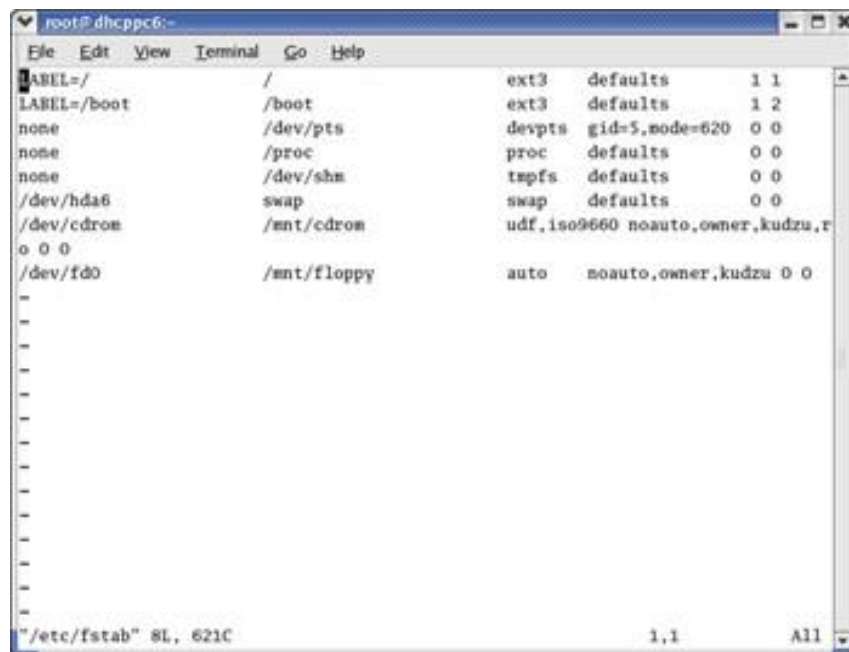 root@dhcppc6:~
File Edit View Terminal Go Help
LABEL=/ / ext3 defaults 1 1
LABEL=/boot /boot ext3 defaults 1 2
none /dev/pts devpts gid=5,mode=620 0 0
none /proc proc defaults 0 0
none /dev/shm tmpfs defaults 0 0
/dev/hda6 swap swap defaults 0 0
/dev/cdrom /mnt/cdrom udf,iso9660 noauto,owner,kudzu,r
o 0 0
/dev/fd0 /mnt/floppy auto noauto,owner,kudzu 0 0
~
~
~
~
~
~
~
~
~
~
~
~
~
~
"/etc/fstab" 8L, 621C 1,1 All